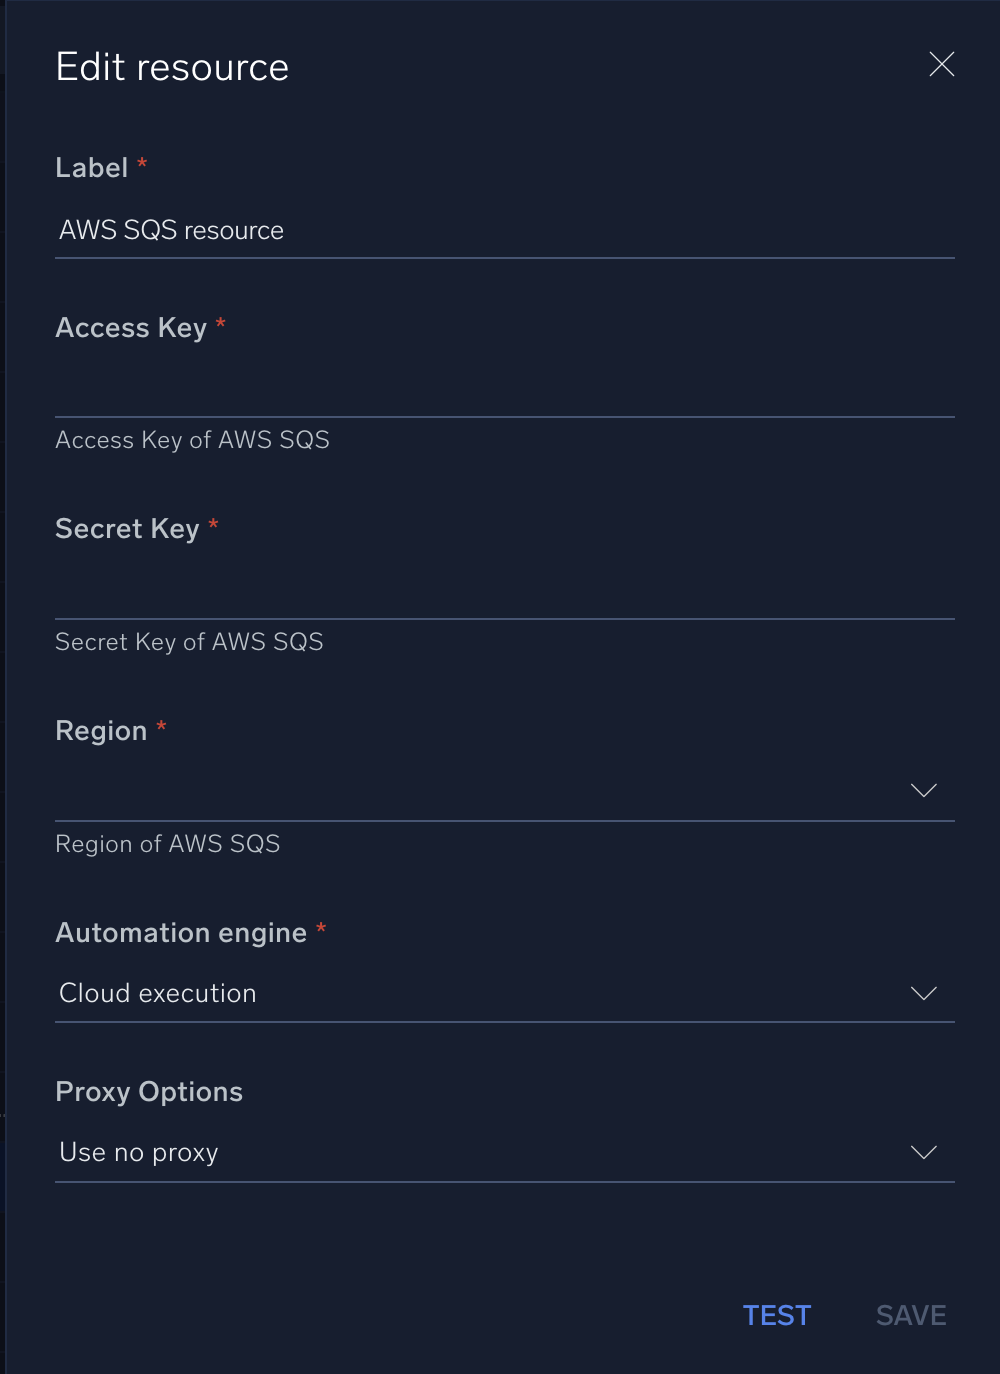 Edit resource
Label *
AWS SQS resource
Access Key *
Access Key of AWS SQS
Secret Key *
Secret Key of AWS SQS
Region *
Region of AWS SQS
Automation engine *
Cloud execution
Proxy Options
Use no proxy
TEST SAVE